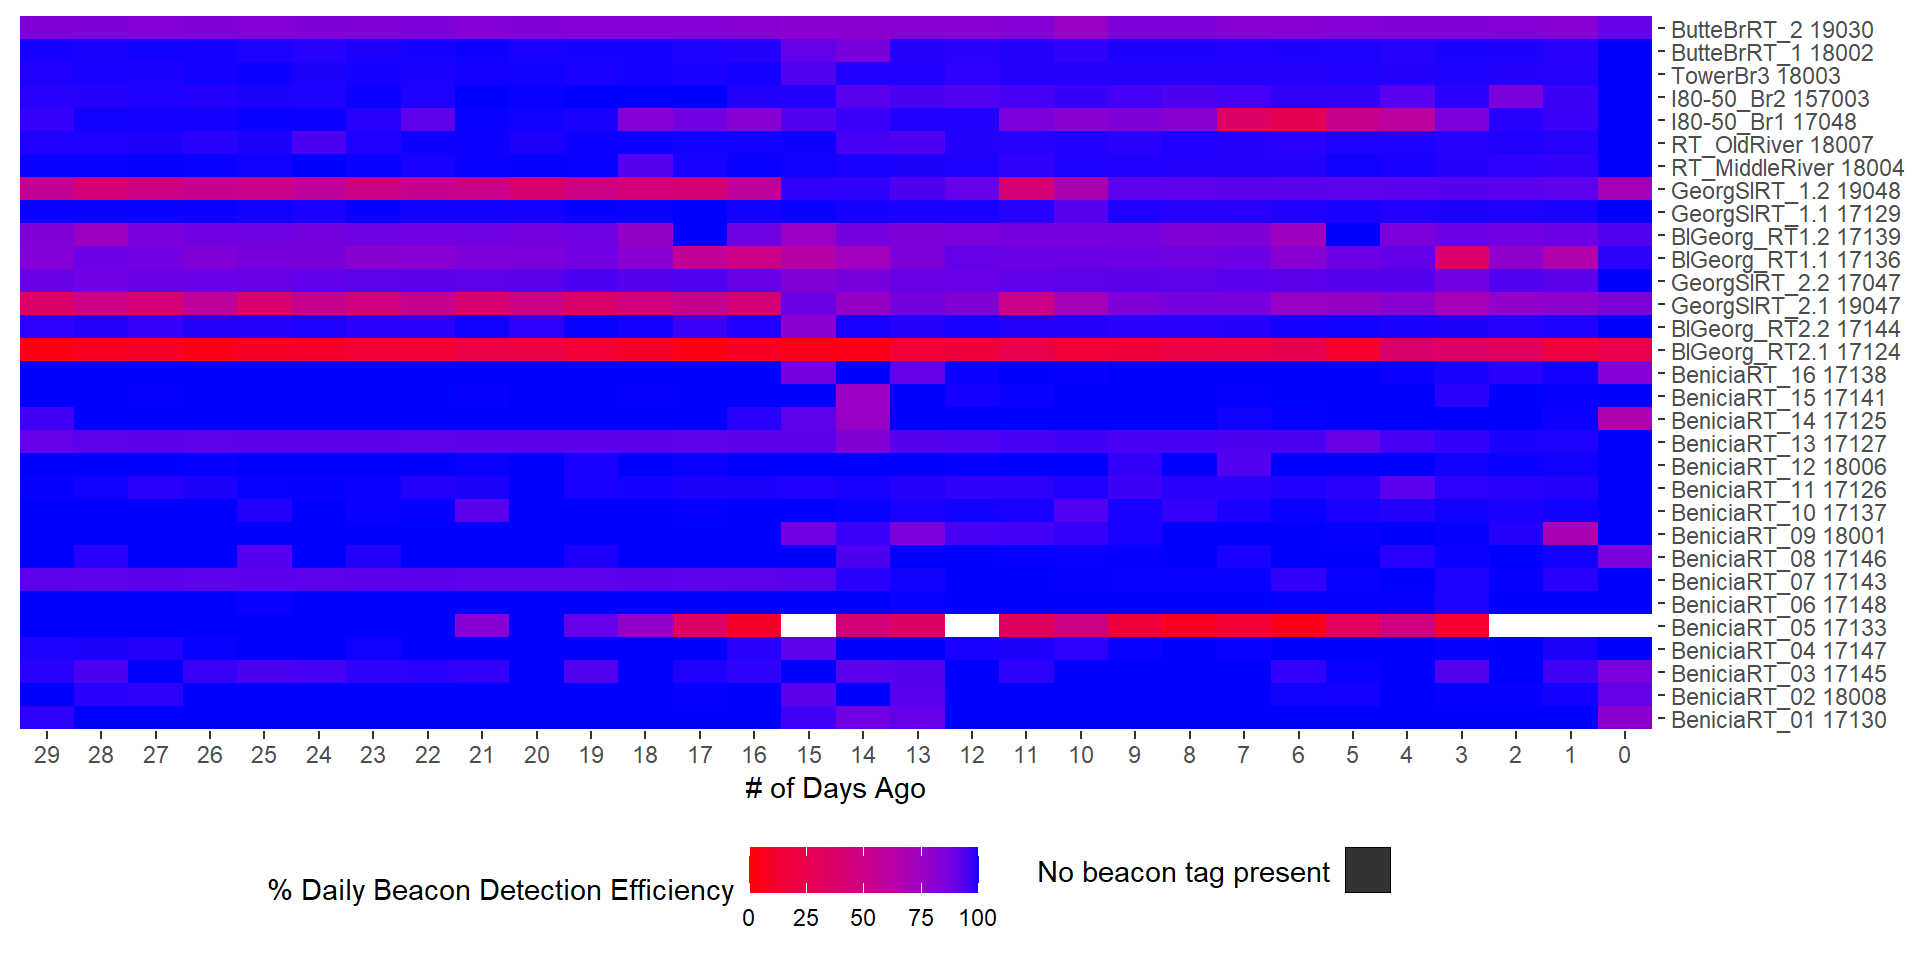 ButteBrRT_2 19030
ButteBrRT_1 18002
TowerBr3 18003
I80-50_Br2 157003
I80-50_Br1 17048
RT_OldRiver 18007
RT_MiddleRiver 18004
GeorgSlRT_1.2 19048
GeorgSlRT_1.1 17129
BlGeorg_RT1.2 17139
BlGeorg_RT1.1 17136
GeorgSlRT_2.2 17047
GeorgSlRT_2.1 19047
BlGeorg_RT2.2 17144
BlGeorg_RT2.1 17124
BeniciaRT_16 17138
BeniciaRT_15 17141
BeniciaRT_14 17125
BeniciaRT_13 17127
BeniciaRT_12 18006
BeniciaRT_11 17126
BeniciaRT_10 17137
BeniciaRT_09 18001
BeniciaRT_08 17146
BeniciaRT_07 17143
BeniciaRT_06 17148
BeniciaRT_05 17133
BeniciaRT_04 17147
BeniciaRT_03 17145
BeniciaRT_02 18008
BeniciaRT_01 17130
29 28 27 26 25 24 23 22 21 20 19 18 17 16 15 14 13 12 11 10 9 8 7 6 5 4 3 2 1 0
# of Days Ago
% Daily Beacon Detection Efficiency
0 25 50 75 100
No beacon tag present